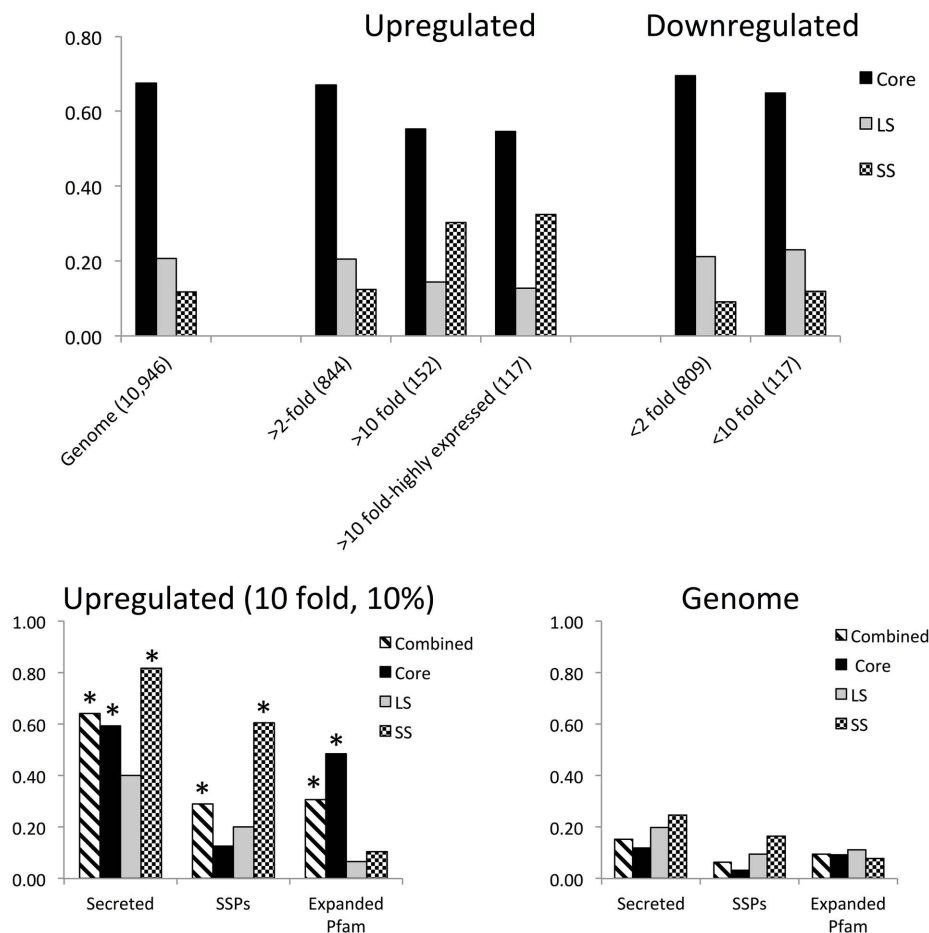 Upregulated
Downregulated
0.80
0.60
0.40
0.20
0.00
Core
LS
SS
Genome (10,946)
>2-fold (844)
>10 fold (152)
>10 fold-highly expressed (117)
<2 fold (809)
<10 fold (117)
Upregulated (10 fold, 10%)
1.00
0.80
0.60
0.40
0.20
0.00
* * *
* *
* *
Combined
Core
LS
SS
Secreted
SSPs
Expanded
Pfam
Genome
1.00
0.80
0.60
0.40
0.20
0.00
Combined
Core
LS
SS
Secreted
SSPs
Expanded
Pfam